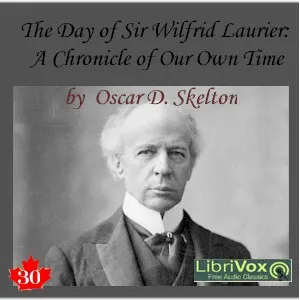 The Day of Sir Wilfrid Laurier:
A Chronicle of Our Own Time
by Oscar D. Skelton
30
LibriVox
Free Audio Classics